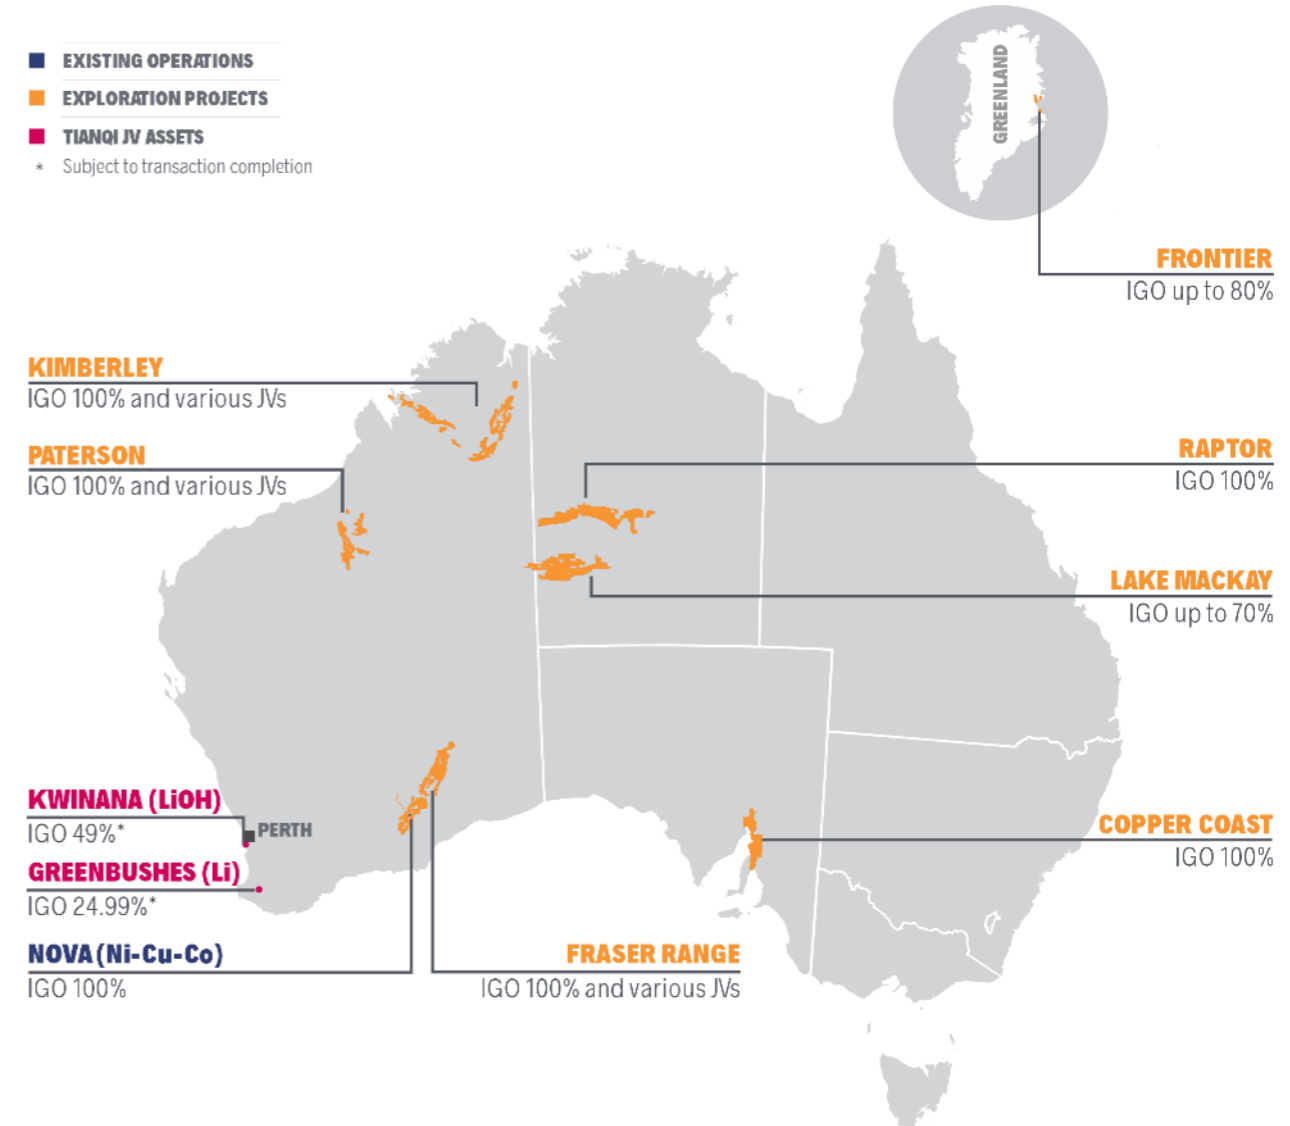 EXISTING OPERATIONS
EXPLORATION PROJECTS
TIANQI JV ASSETS
* Subject to transaction completion
GREENLAND
FRONTIER
IGO up to 80%
KIMBERLEY
IGO 100% and various JVs
PATERSON
IGO 100% and various JVs
RAPTOR
IGO 100%
LAKE MACKAY
IGO up to 70%
KWINANA (LiOH)
IGO 49%*
PERTH
GREENBUSHES (Li)
IGO 24.99%*
COPPER COAST
IGO 100%
NOVA (Ni-Cu-Co)
IGO 100%
FRASER RANGE
IGO 100% and various JVs